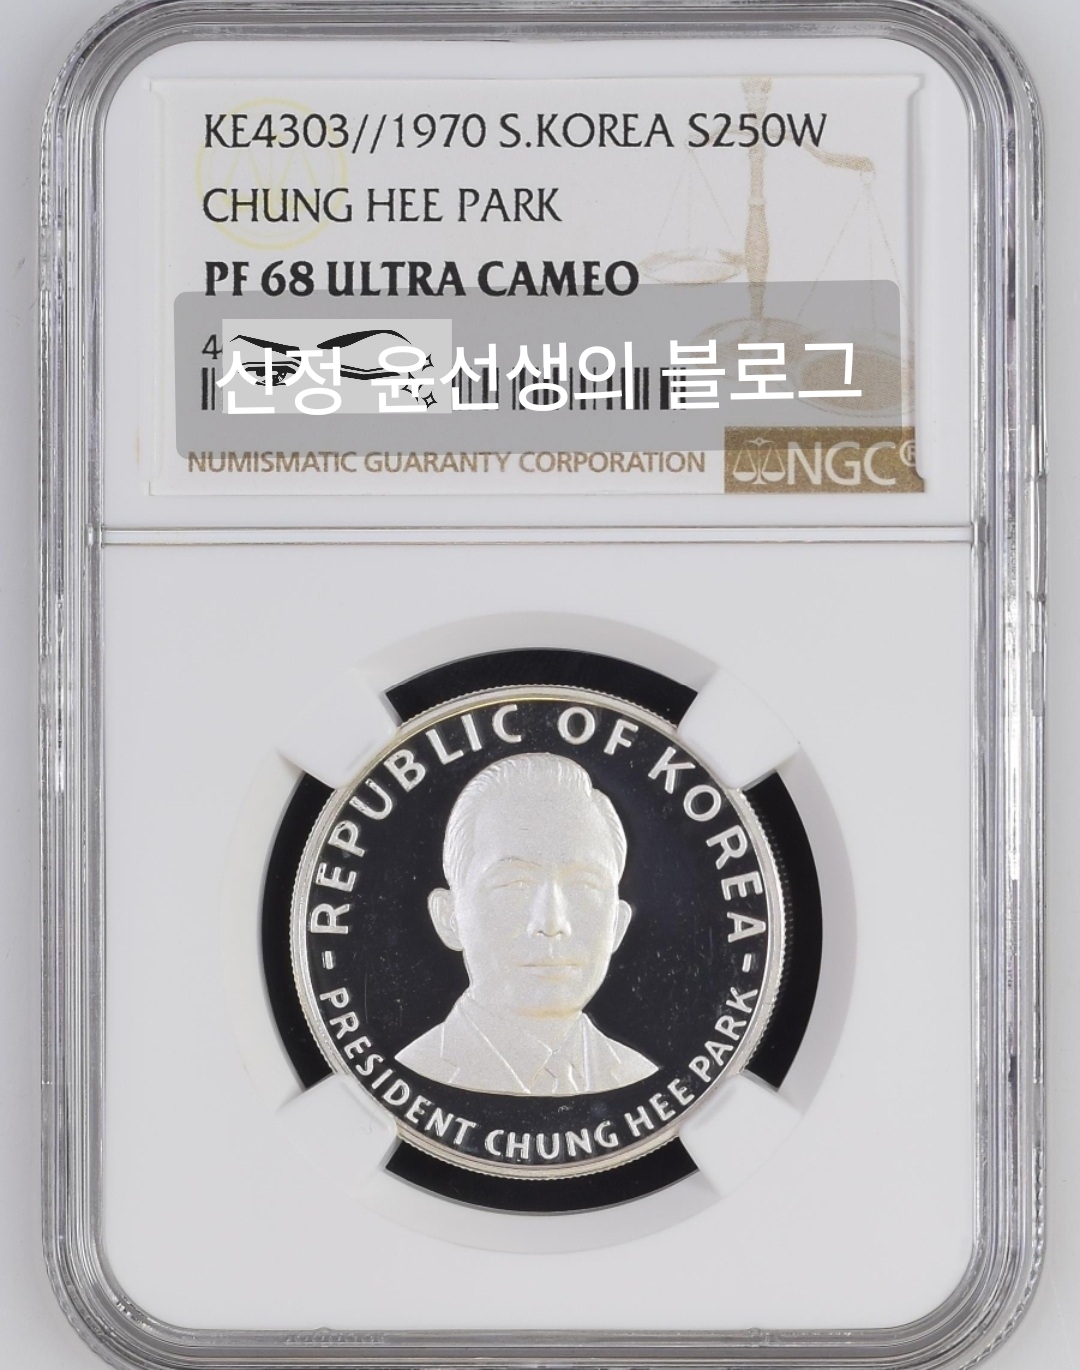 KE4303//1970 S.KOREA S250W
CHUNG HEE PARK
PF 68 ULTRA CAMEO
4
신정 윤선생의 블로그
NUMISMATIC GUARANTY CORPORATION
NGC®
REPUBLIC OF KOREA
PRESIDENT CHUNG HEE PARK